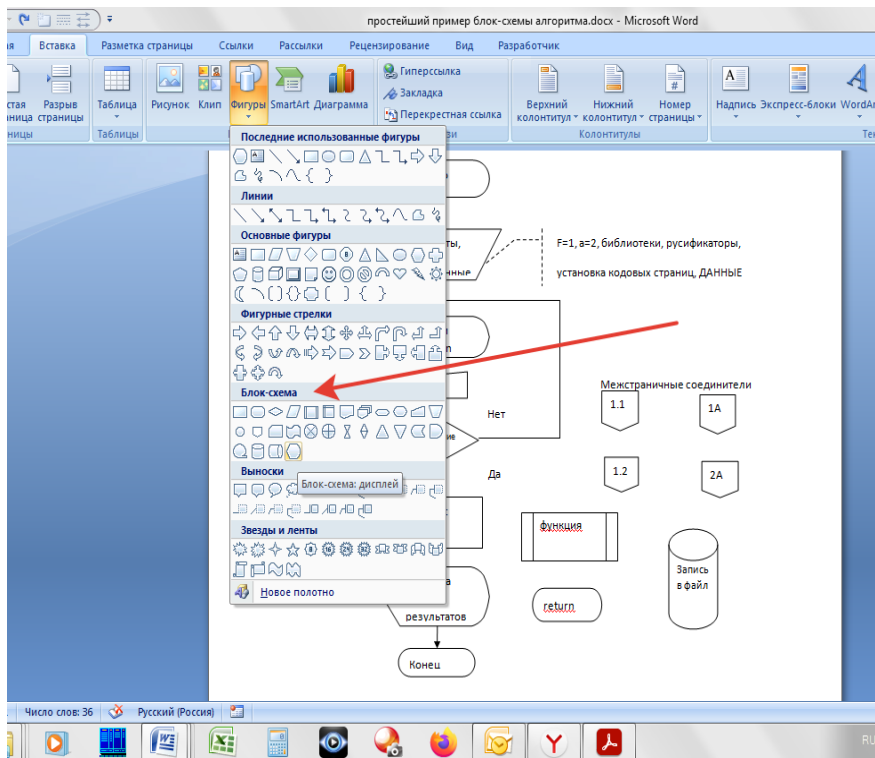 простейший пример блок-схемы алгоритма.docx - Microsoft Word
Вставка Разметка страницы Ссылки Рассылки Рецензирование Вид Разработчик
Разрыв страницы
Таблица
Рисунок Клип Фигуры SmartArt Диаграмма
Гиперссылка
Закладка
Перекрестная ссылка
Верхний колонтитул
Нижний колонтитул
Номер страницы
Надпись Экспресс-блоки WordAr
Таблицы
Колонтитулы
Последние использованные фигуры
Линии
Основные фигуры
Фигурные стрелки
Блок-схема
Блок-схема: дисплей
Выноски
Звезды и ленты
Новое полотно
F=1, a=2, библиотеки, русификаторы,
установка кодовых страниц, ДАННЫЕ
Межстраничные соединители
1.1
1А
Нет
Да
1.2
2А
функция
Запись
в файл
return
результатов
Конец
Число слов: 36 Русский (Россия)
RU